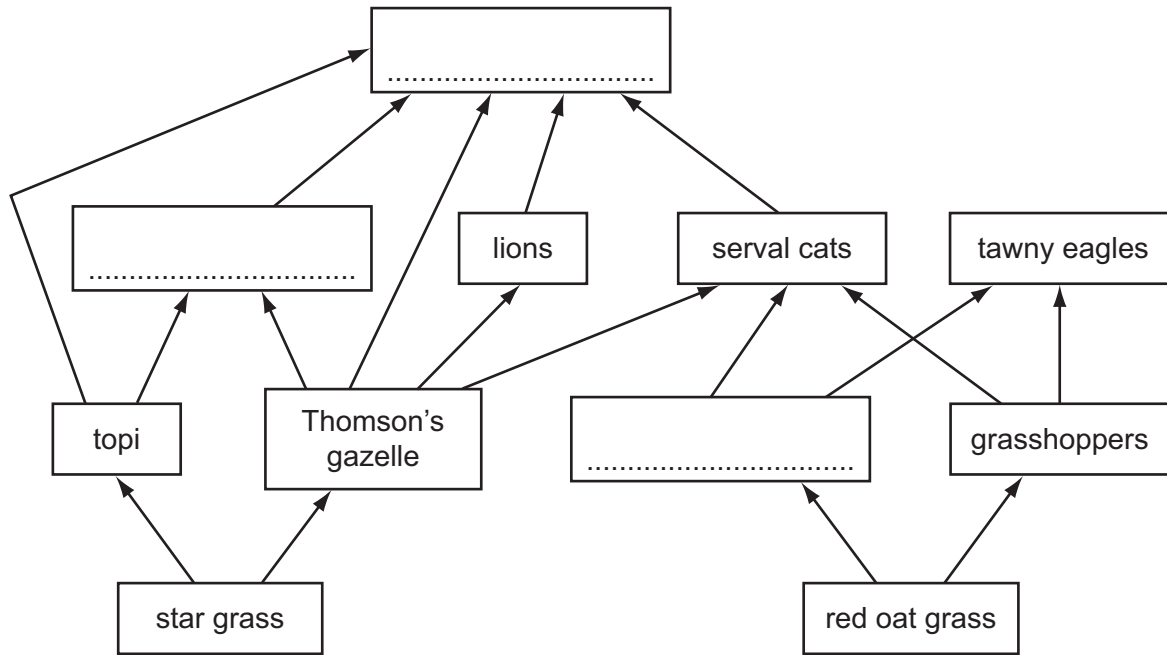 ..................................
lions
serval cats
tawny eagles
..................................
topi
Thomson's
gazelle
..................................
grasshoppers
star grass
red oat grass